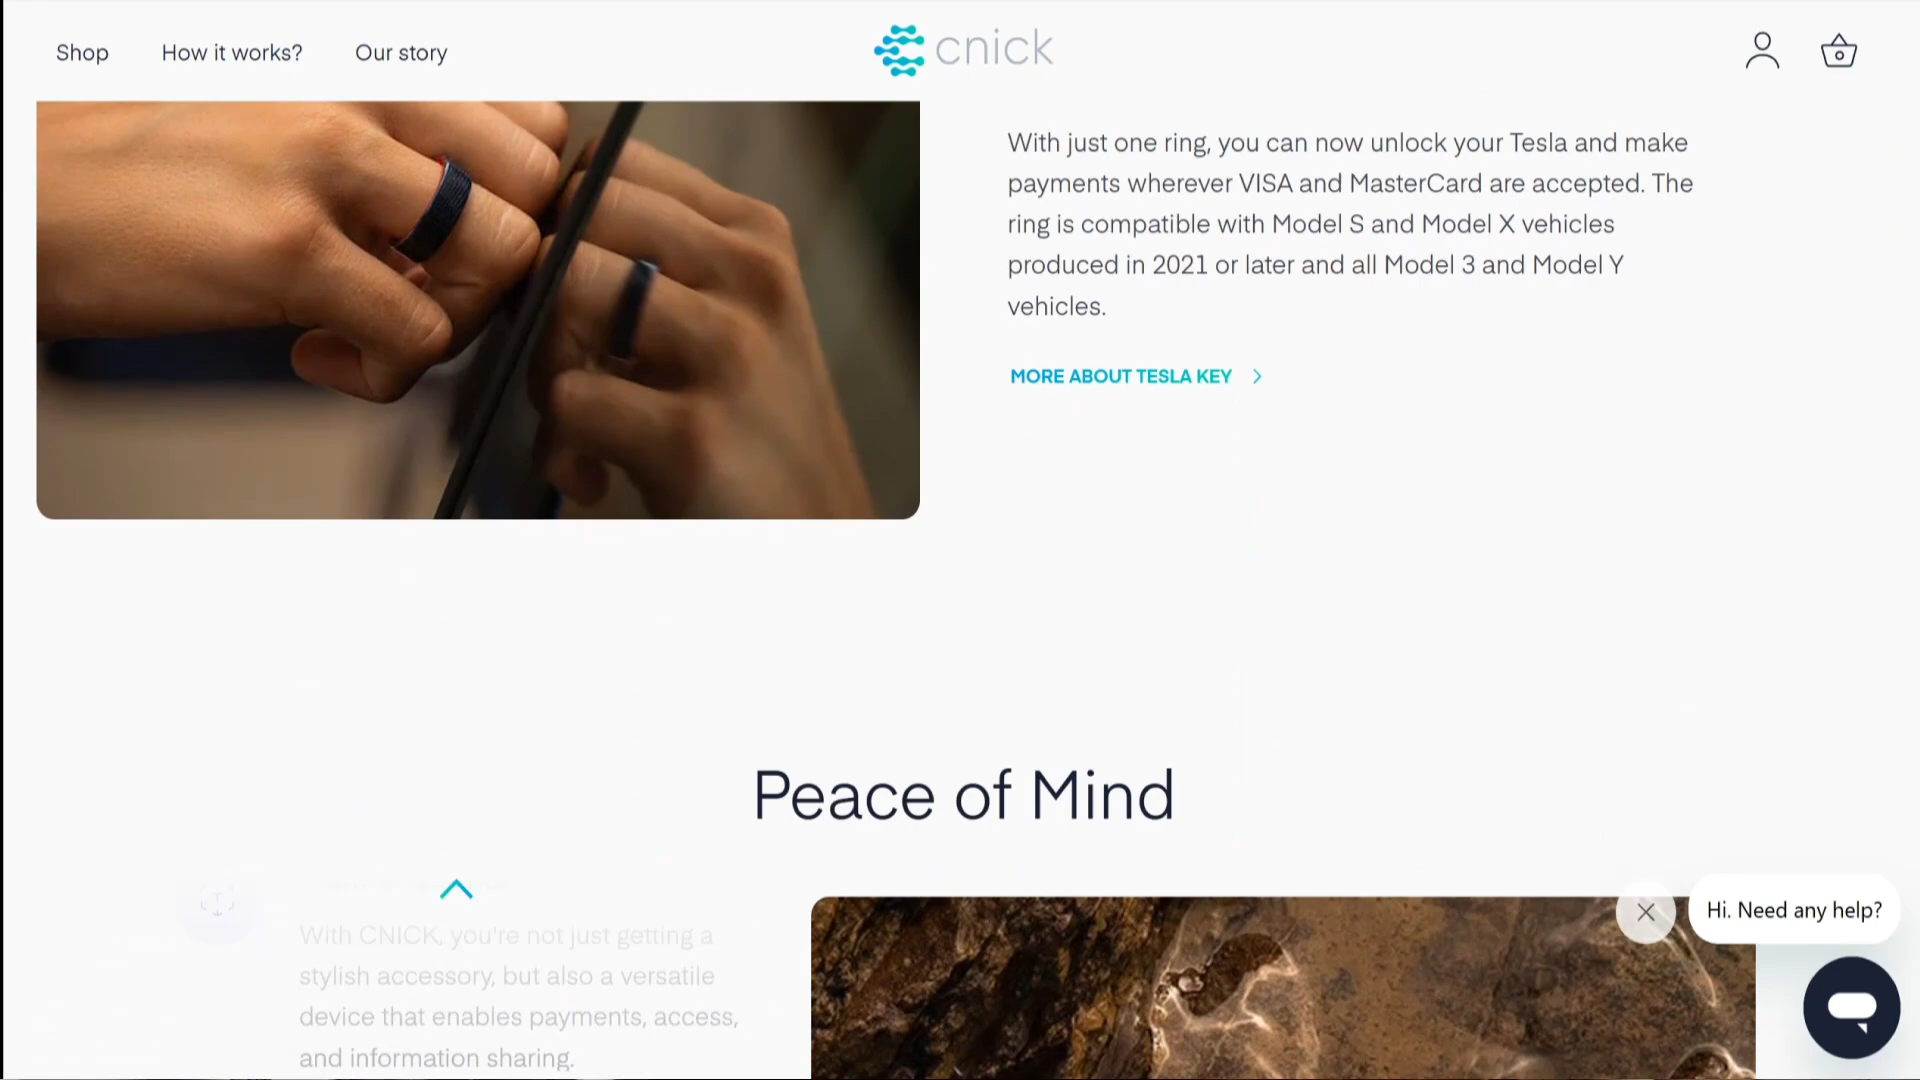 Shop
How it works?
Our story
cnick
With just one ring, you can now unlock your Tesla and make
payments wherever VISA and MasterCard are accepted. The
ring is compatible with Model S and Model X vehicles
produced in 2021 or later and all Model 3 and Model Y
vehicles.
MORE ABOUT TESLA KEY
Peace of Mind
With CNICK, you're not just getting a
stylish accessory, but also a versatile
device that enables payments, access,
and information sharing.
Hi. Need any help?